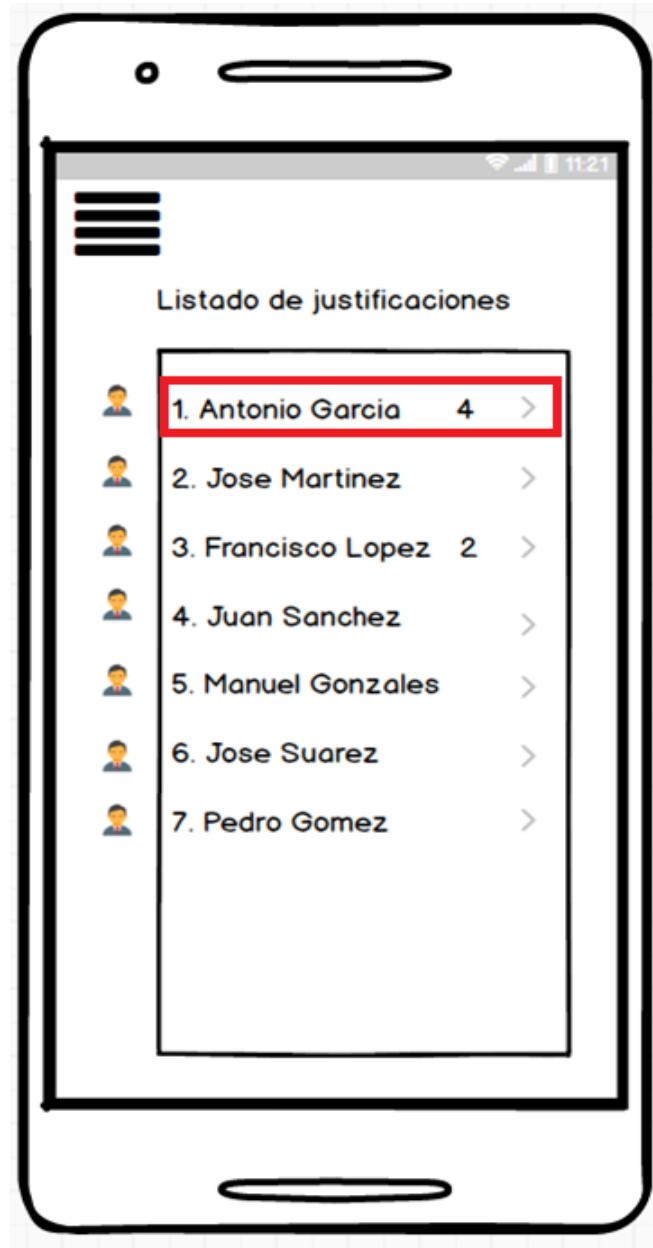 11:21
Listado de justificaciones
1. Antonio Garcia 4
2. Jose Martinez
3. Francisco Lopez 2
4. Juan Sanchez
5. Manuel Gonzales
6. Jose Suarez
7. Pedro Gomez